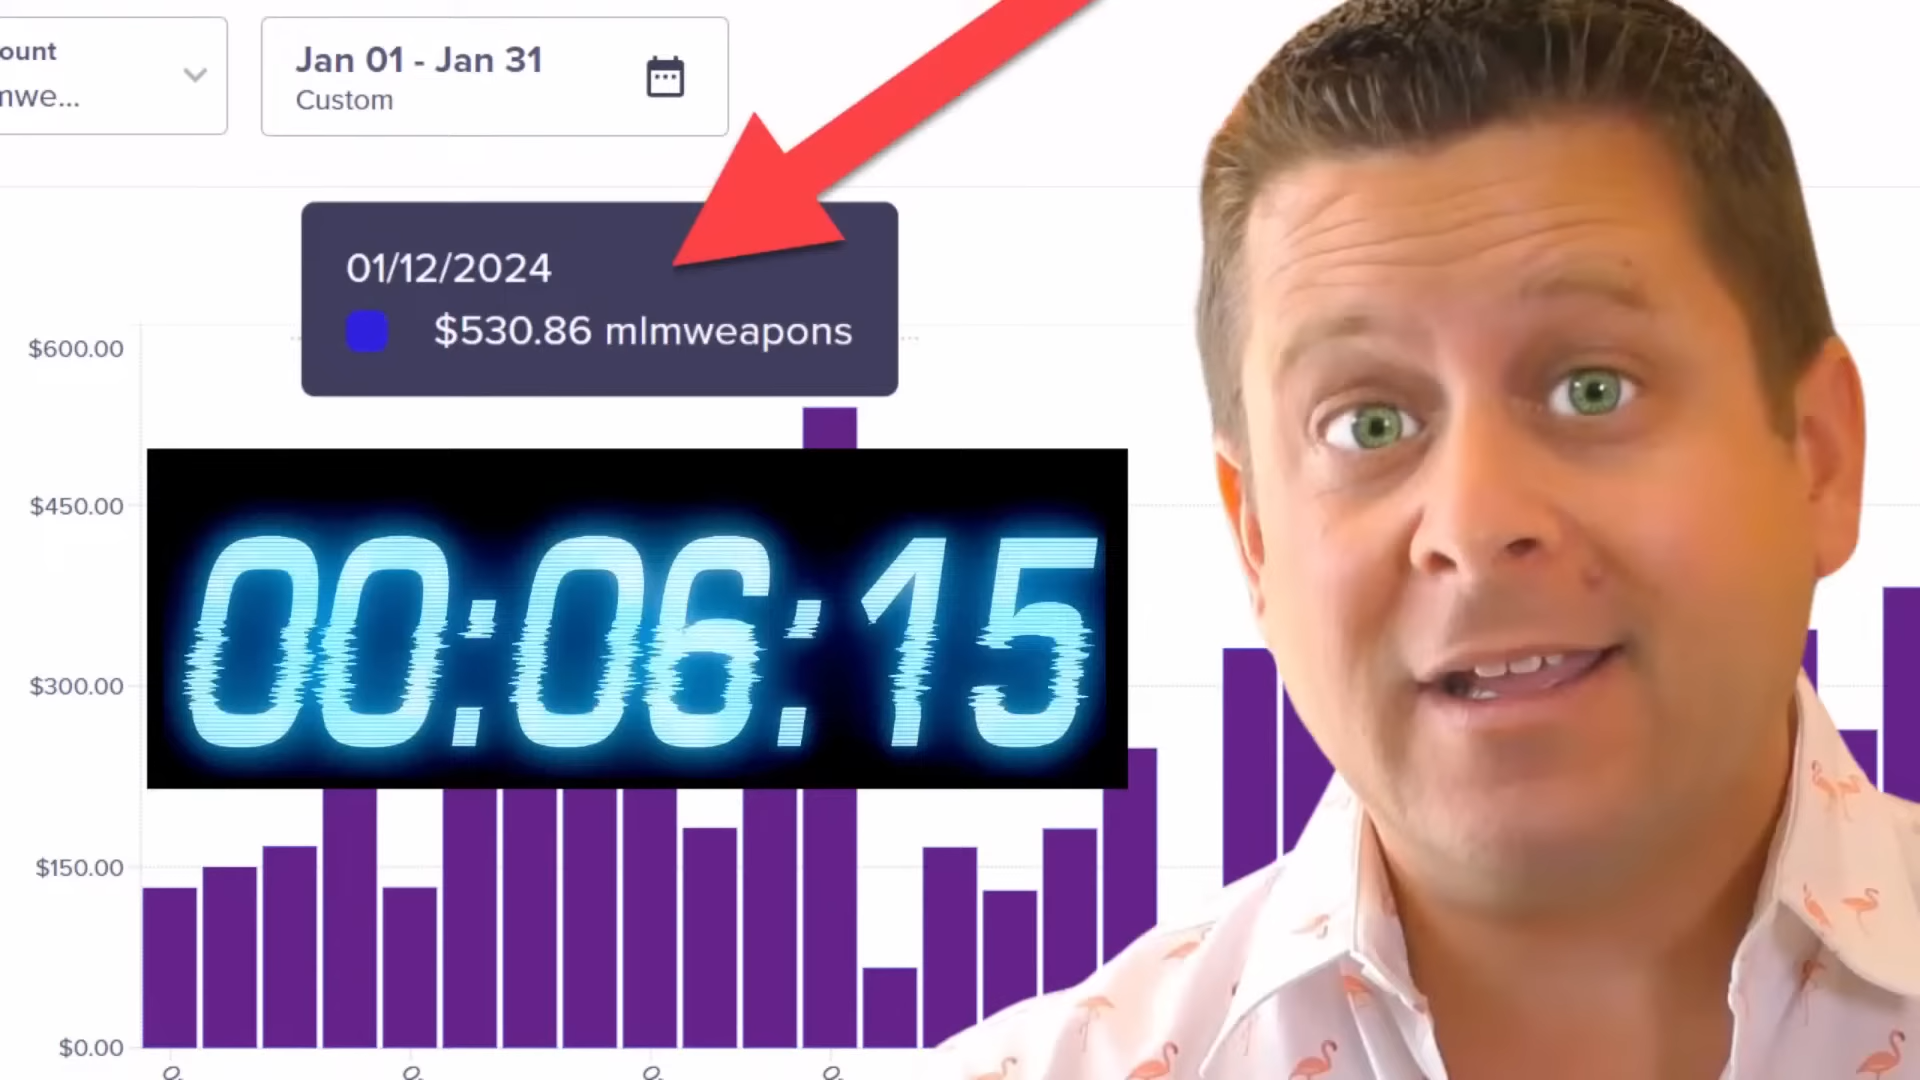 ount
nwe...
Jan 01 - Jan 31
Custom
01/12/2024
$530.86 mlmweapons
$600.00
$450.00
00:06:15
$300.00
$150.00
$0.00